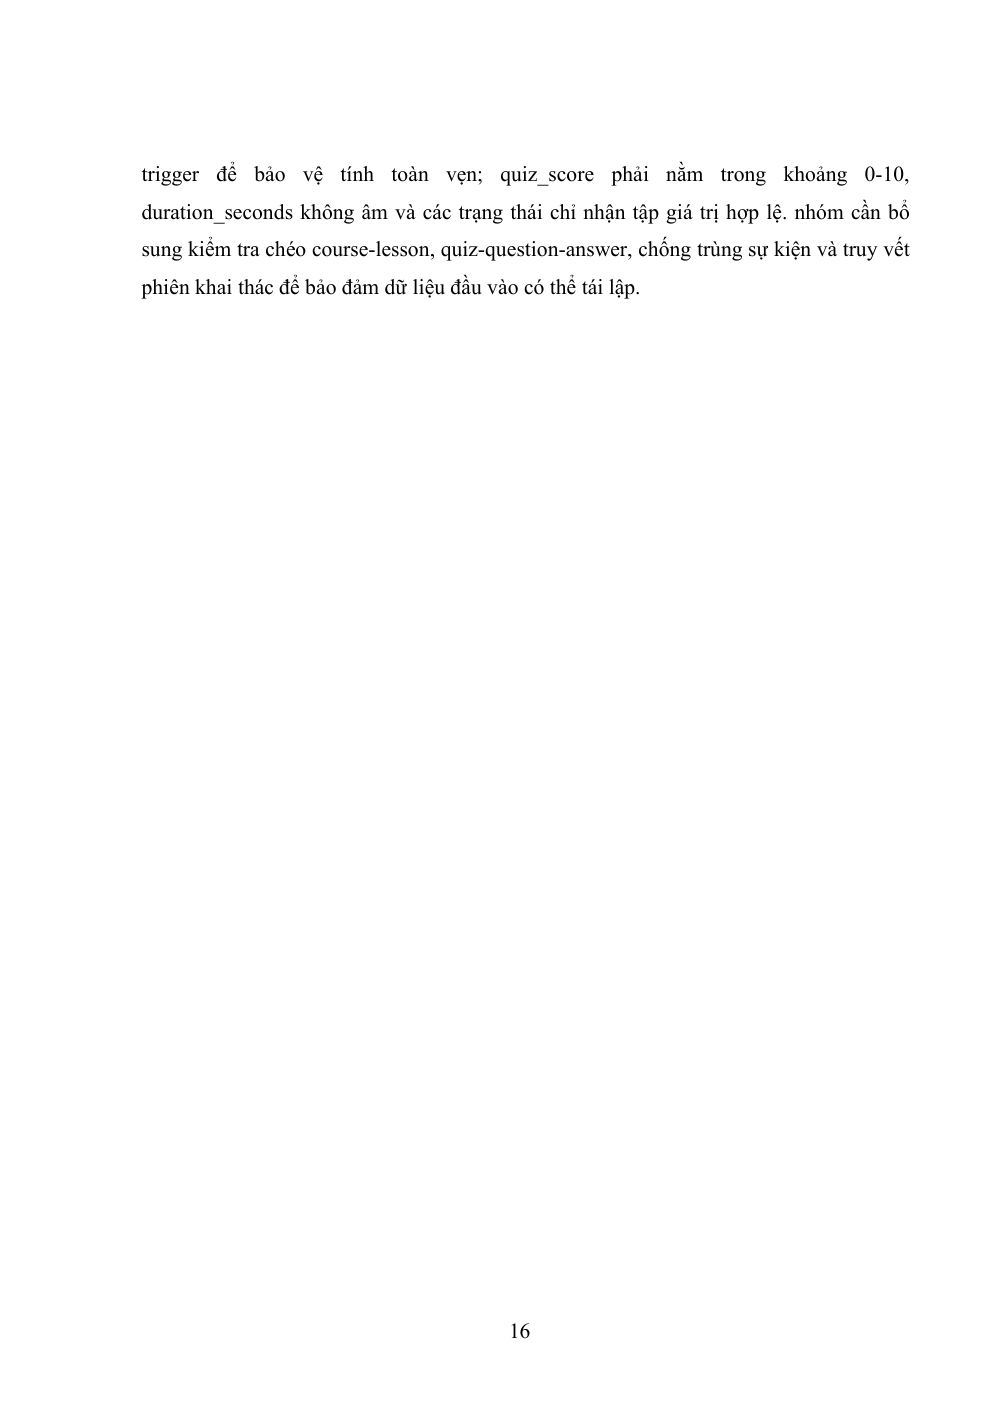 trigger để bảo vệ tính toàn vẹn; quiz_score phải nằm trong khoảng 0-10,
duration_seconds không âm và các trạng thái chỉ nhận tập giá trị hợp lệ. nhóm cần bổ
sung kiểm tra chéo course-lesson, quiz-question-answer, chống trùng sự kiện và truy vết
phiên khai thác để bảo đảm dữ liệu đầu vào có thể tái lập.
16